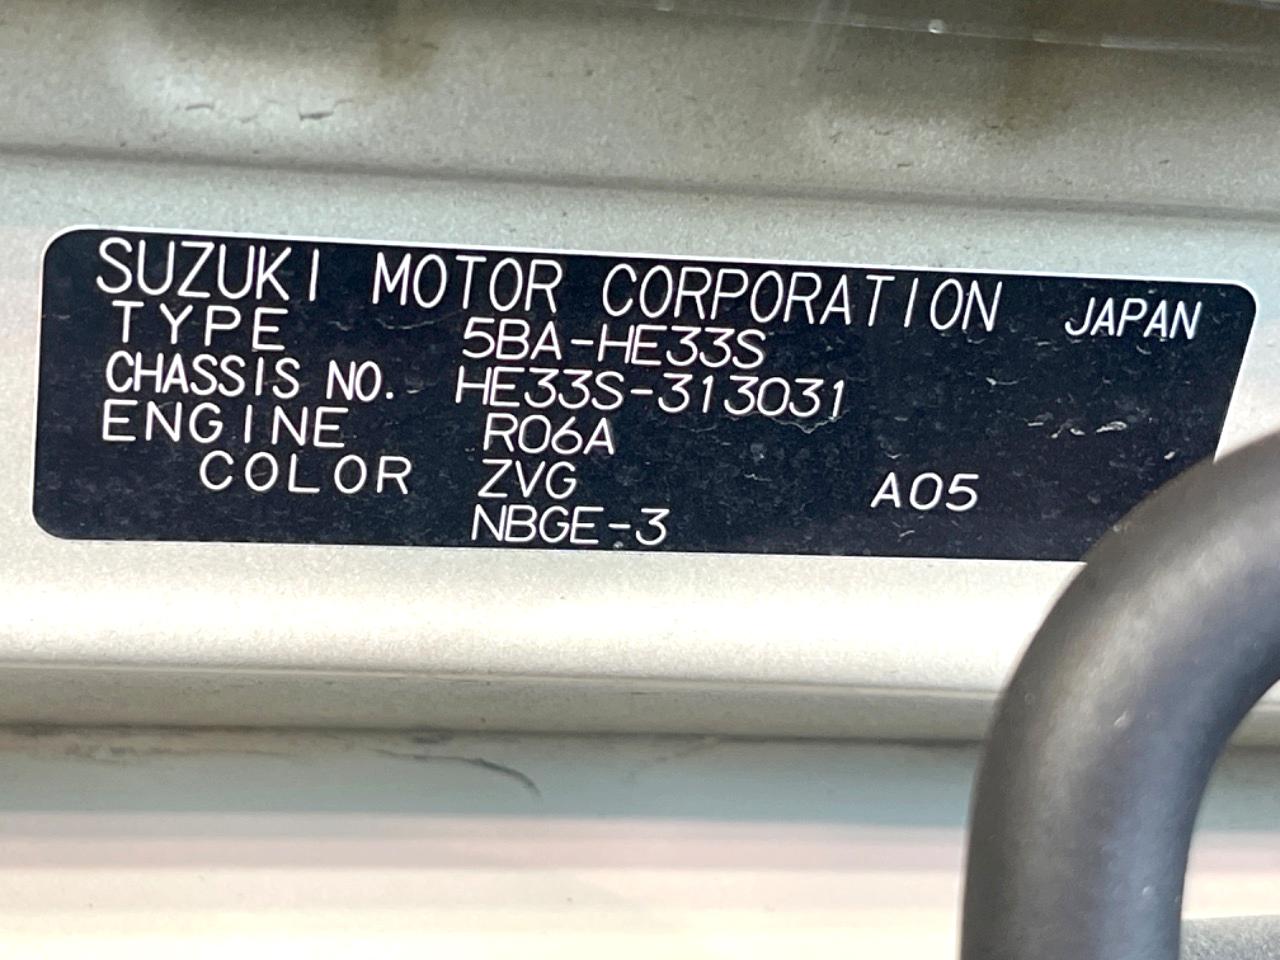 SUZUKI MOTOR CORPORATION JAPAN
TYPE 5BA-HE33S
CHASSIS NO. HE33S-313031
ENGINE R06A
COLOR ZVG A05
NBGE-3